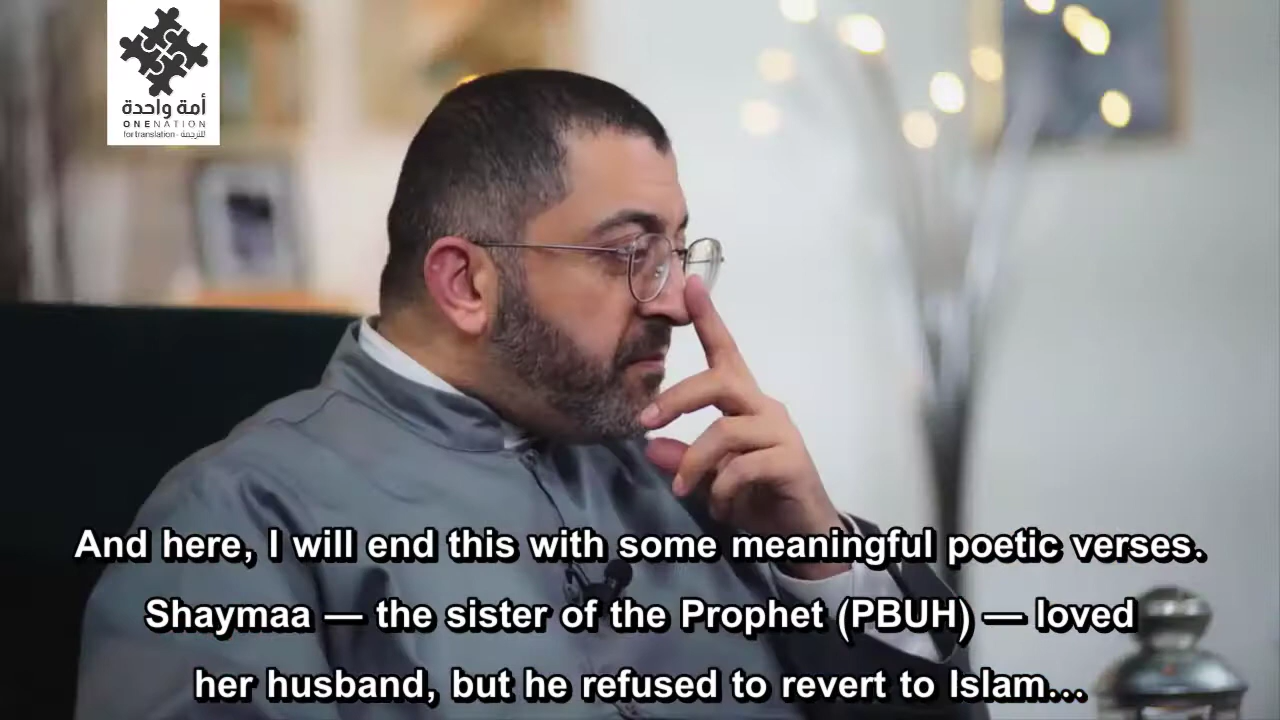 أمة واحدة
ONENATION
for translation - للترجمة
And here, I will end this with some meaningful poetic verses.
Shaymaa — the sister of the Prophet (PBUH) — loved
her husband, but he refused to revert to Islam...